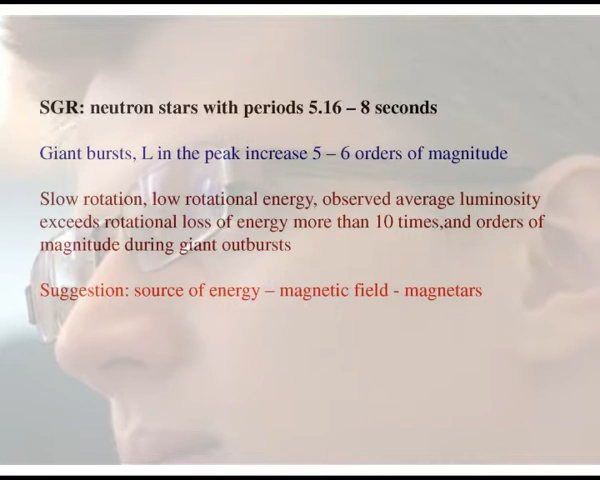 SGR: neutron stars with periods 5.16 – 8 seconds
Giant bursts, L in the peak increase 5 – 6 orders of magnitude
Slow rotation, low rotational energy, observed average luminosity
exceeds rotational loss of energy more than 10 times,and orders of
magnitude during giant outbursts
Suggestion: source of energy – magnetic field - magnetars